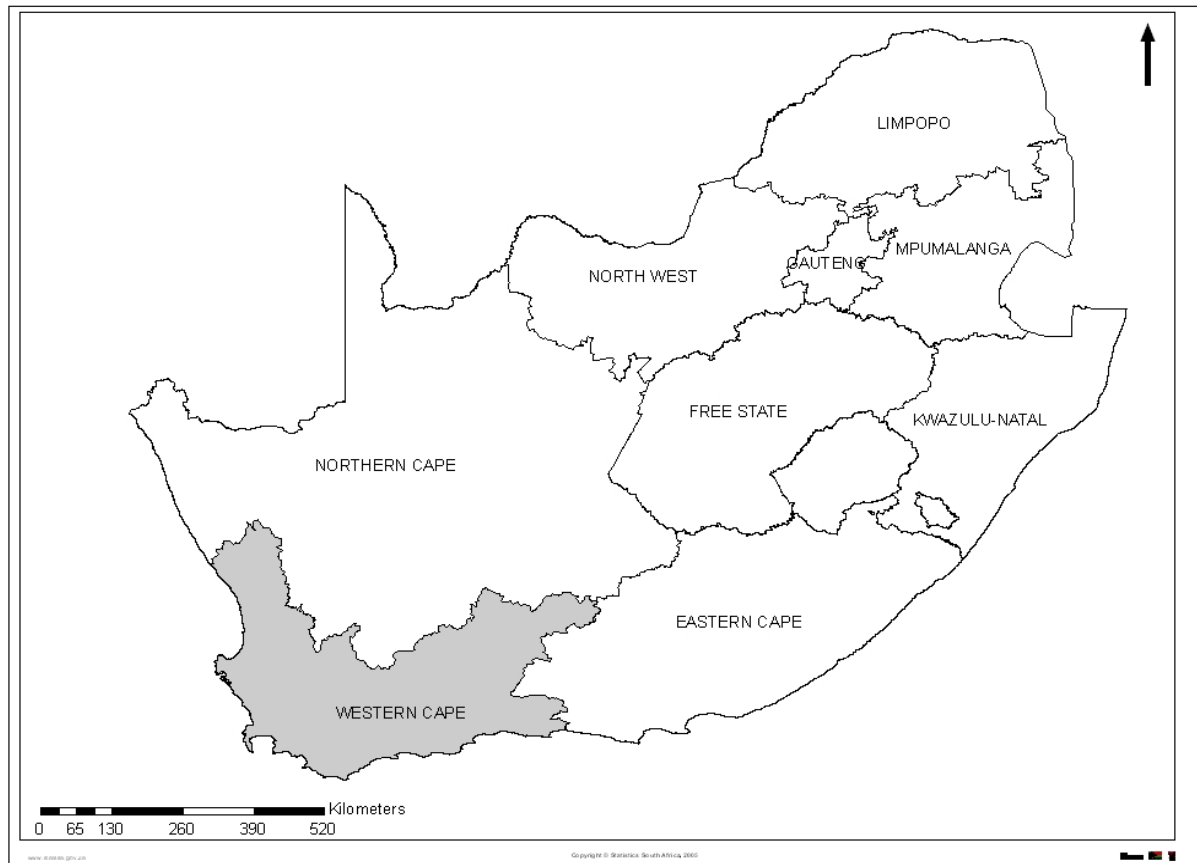 LIMPOPO
MPUMALANGA
GAUTENG
NORTH WEST
FREE STATE
KWAZULU-NATAL
NORTHERN CAPE
EASTERN CAPE
WESTERN CAPE
Kilometers
0 65 130 260 390 520
Copyright © Statistics South Africa, 2005